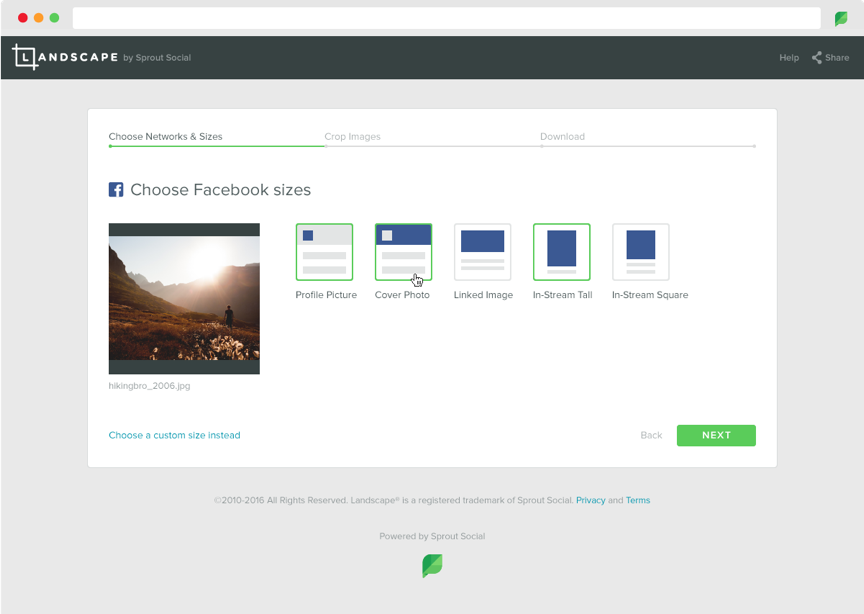 LANDSCAPE by Sprout Social
Help
Share
Choose Networks & Sizes
Crop Images
Download
Choose Facebook sizes
Profile Picture
Cover Photo
Linked Image
In-Stream Tall
In-Stream Square
hikingbro_2006.jpg
Choose a custom size instead
Back
NEXT
©2010-2016 All Rights Reserved. Landscape® is a registered trademark of Sprout Social. Privacy and Terms
Powered by Sprout Social